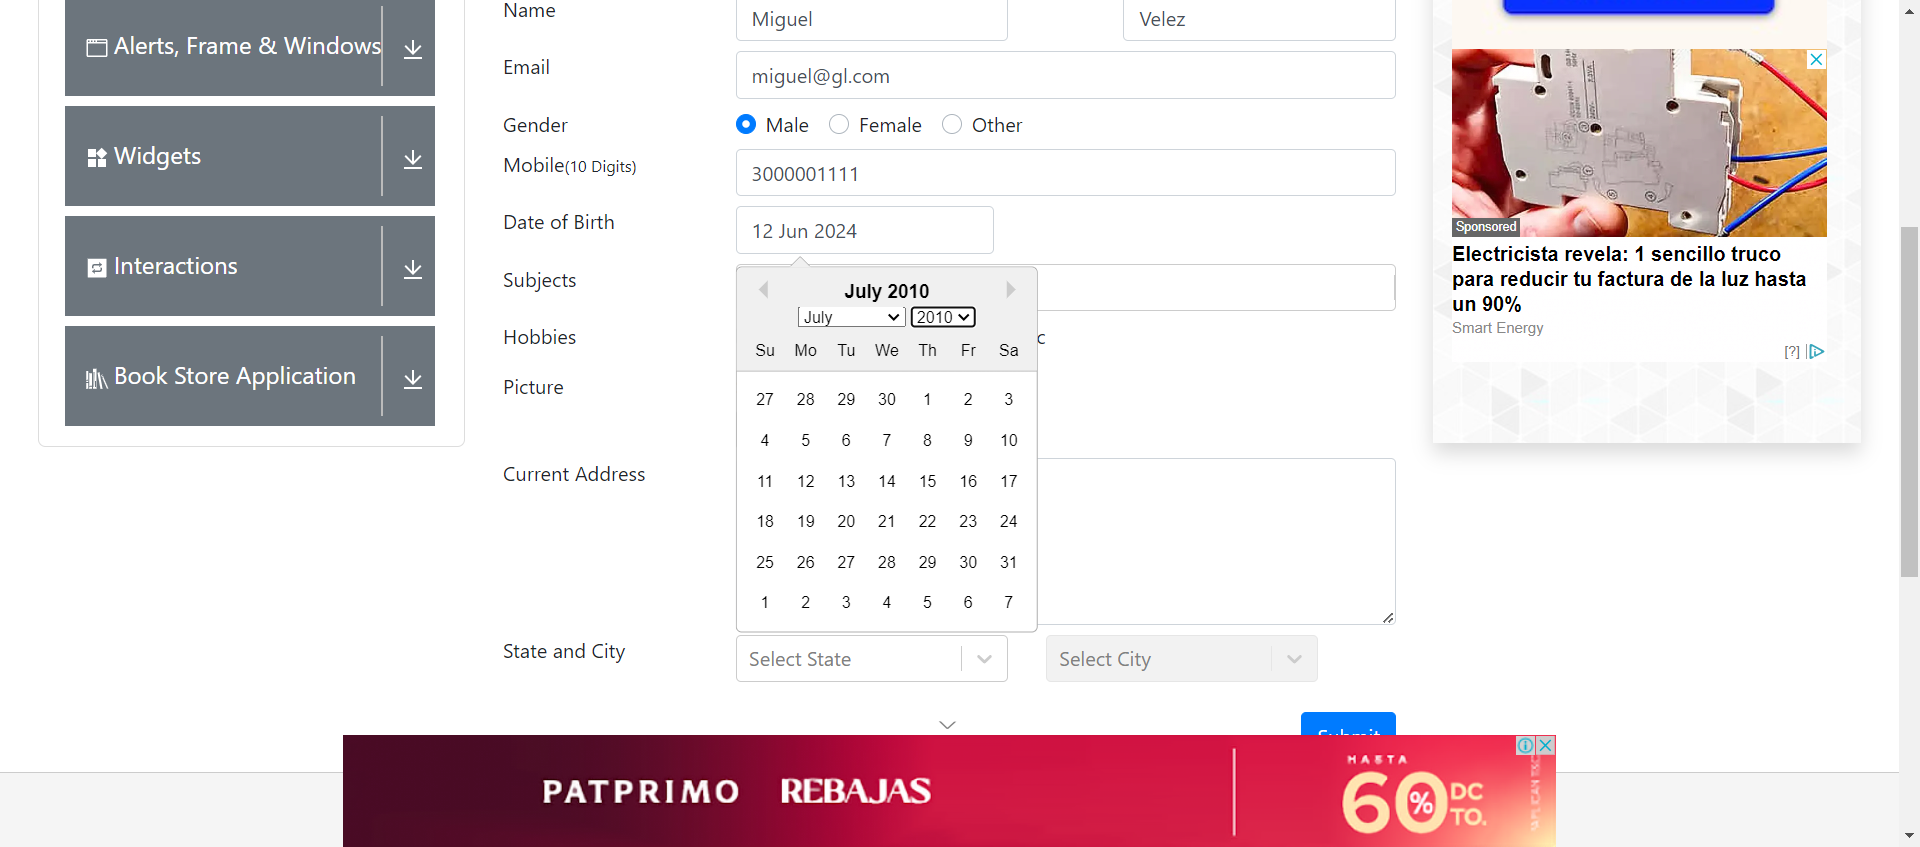 Alerts, Frame & Windows
Widgets
Interactions
Book Store Application
Name
Miguel
Velez
Email
miguel@gl.com
Gender
Male
Female
Other
Mobile(10 Digits)
3000001111
Date of Birth
12 Jun 2024
Subjects
Hobbies
c
Picture
Current Address
July 2010
July
2010
Su Mo Tu We Th Fr Sa
27 28 29 30 1 2 3
4 5 6 7 8 9 10
11 12 13 14 15 16 17
18 19 20 21 22 23 24
25 26 27 28 29 30 31
1 2 3 4 5 6 7
State and City
Select State
Select City
Submit
Sponsored
Electricista revela: 1 sencillo truco
para reducir tu factura de la luz hasta
un 90%
Smart Energy
[?]
PATPRIMO REBAJAS
HASTA
60% DC
TO.